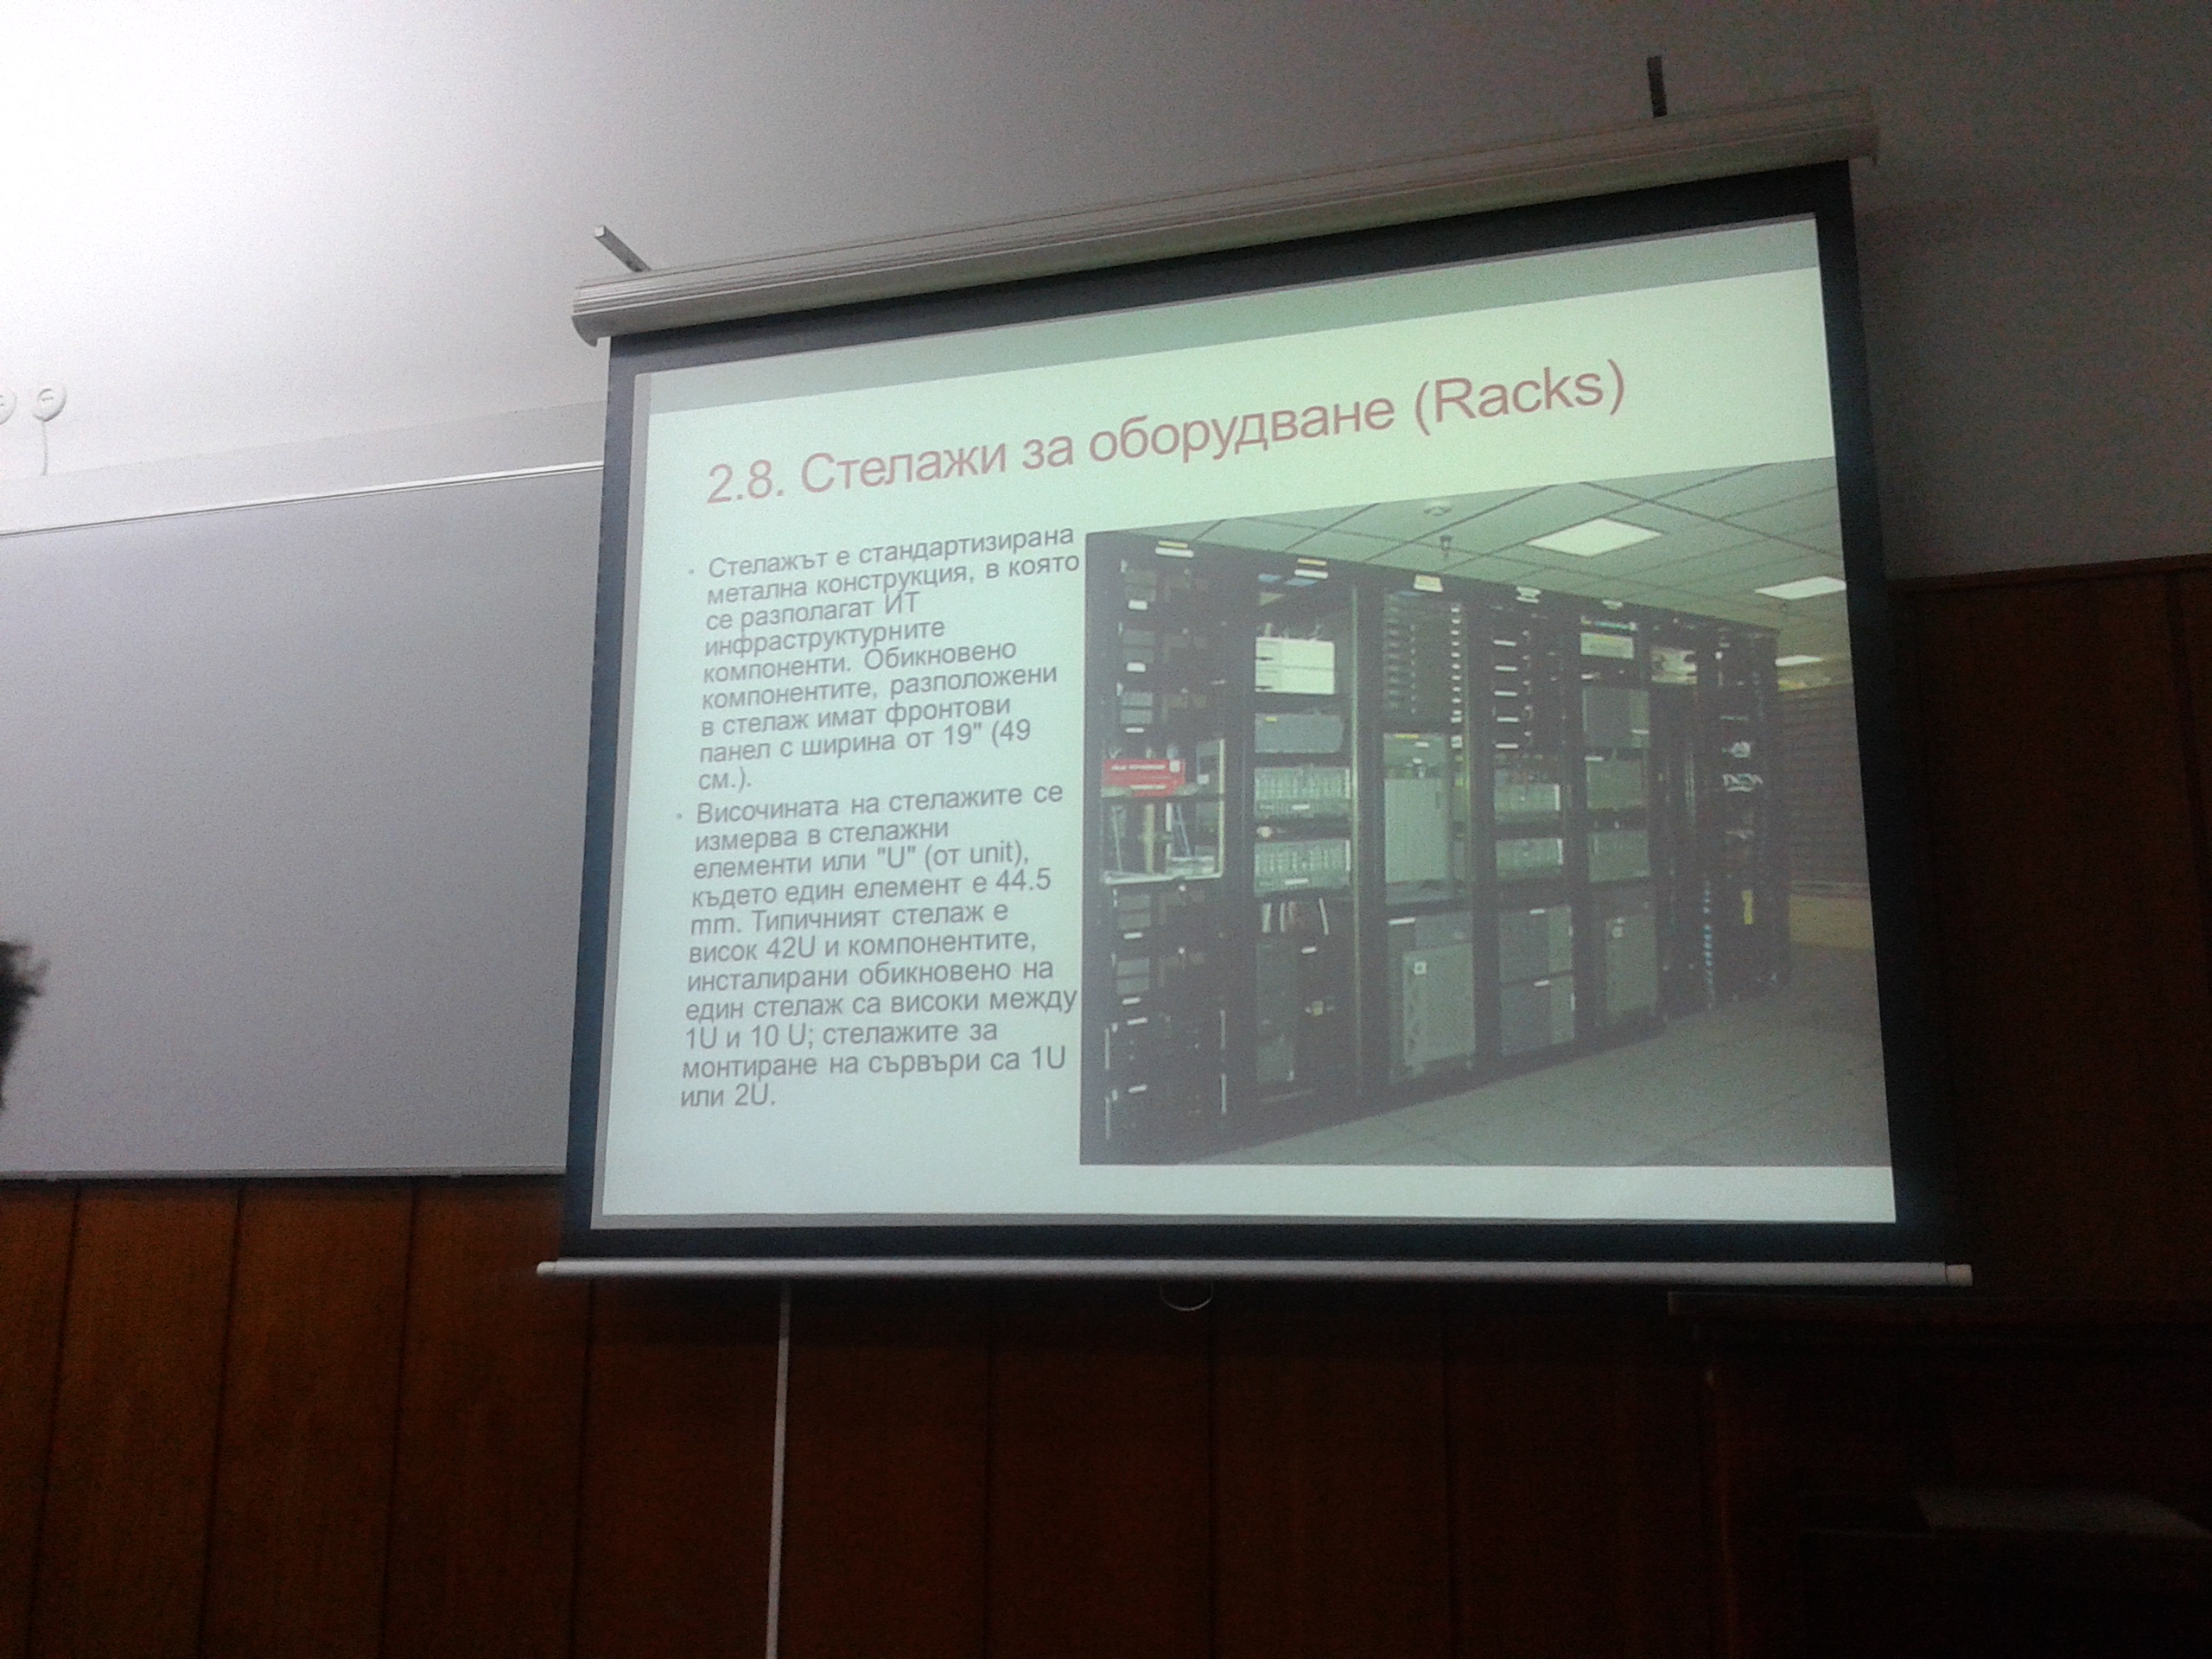 2.8. Стелажи за оборудване (Racks)
• Стелажът е стандартизирана
метална конструкция, в която
се разполагат ИТ
инфраструктурните
компоненти. Обикновено
компонентите, разположени
в стелаж имат фронтови
панел с ширина от 19" (49
см.).
• Височината на стелажите се
измерва в стелажни
елементи или "U" (от unit),
където един елемент е 44.5
mm. Типичният стелаж е
висок 42U и компонентите,
инсталирани обикновено на
един стелаж са високи между
1U и 10 U; стелажите за
монтиране на сървъри са 1U
или 2U.